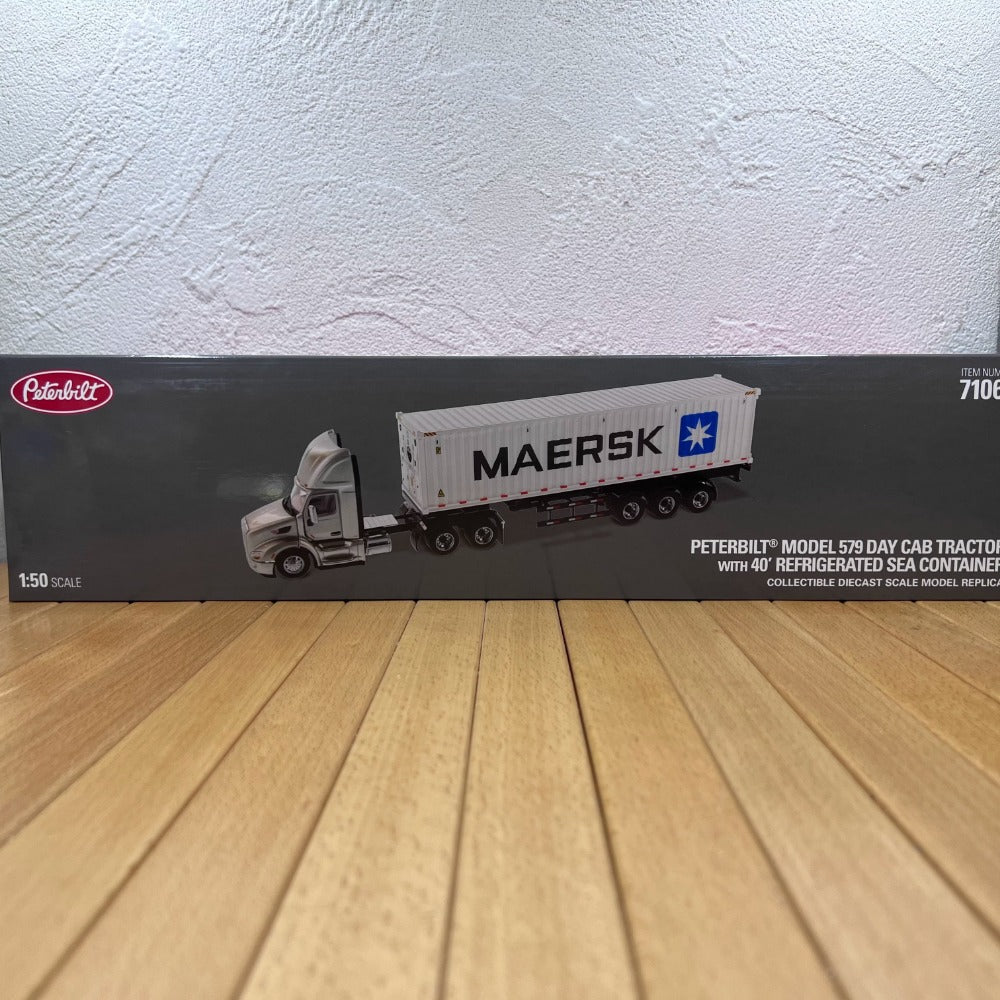 Peterbilt
ITEM NUM
7106
MAERSK
1:50 SCALE
PETERBILT® MODEL 579 DAY CAB TRACTOR
WITH 40' REFRIGERATED SEA CONTAINER
COLLECTIBLE DIECAST SCALE MODEL REPLICA